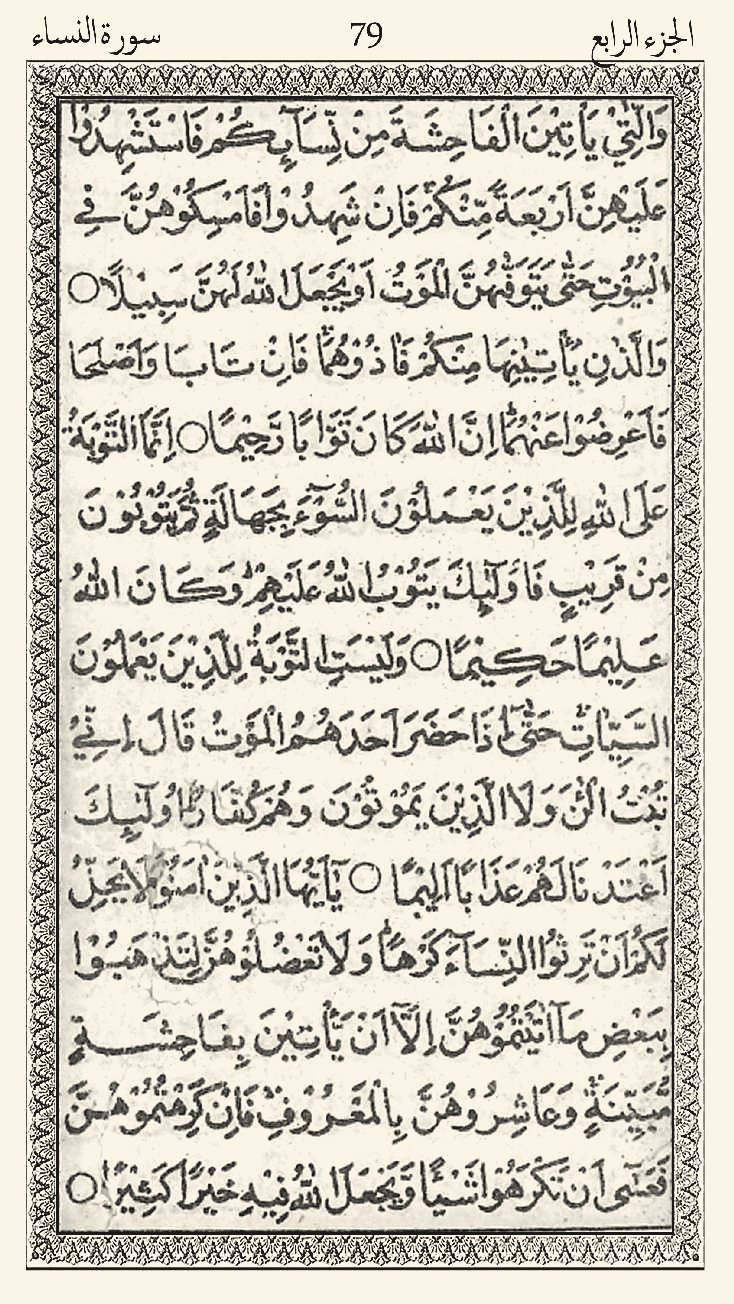 الجزء الرابع 79 سورة النساء
وَالّٰتِيْ يَاْتِيْنَ الْفَاحِشَةَ مِنْ نِّسَآىِٕكُمْ فَاسْتَشْهِدُوْا
عَلَيْهِنَّ اَرْبَعَةً مِّنْكُمْ فَاِنْ شَهِدُوْا فَاَمْسِكُوْهُنَّ فِي
الْبُيُوْتِ حَتّٰى يَتَوَفّٰهُنَّ الْمَوْتُ اَوْ يَجْعَلَ اللّٰهُ لَهُنَّ سَبِيْلًا ○
وَالَّذٰنِ يَاْتِيٰنِهَا مِنْكُمْ فَاٰذُوْهُمَا فَاِنْ تَابَا وَاَصْلَحَا
فَاَعْرِضُوْا عَنْهُمَا اِنَّ اللّٰهَ كَانَ تَوَّابًا رَّحِيْمًا ○ اِنَّمَا التَّوْبَةُ
عَلَى اللّٰهِ لِلَّذِيْنَ يَعْمَلُوْنَ السُّوْٓءَ بِجَهَالَةٍ ثُمَّ يَتُوْبُوْنَ
مِنْ قَرِيْبٍ فَاُولٰٓىِٕكَ يَتُوْبُ اللّٰهُ عَلَيْهِمْ وَكَانَ اللّٰهُ
عَلِيْمًا حَكِيْمًا ○ وَلَيْسَتِ التَّوْبَةُ لِلَّذِيْنَ يَعْمَلُوْنَ
السَّيِّاٰتِ حَتّٰى اِذَا حَضَرَ اَحَدَهُمُ الْمَوْتُ قَالَ اِنِّيْ
تُبْتُ الْـٰٔنَ وَلَا الَّذِيْنَ يَمُوْتُوْنَ وَهُمْ كُفَّارٌ اُولٰٓىِٕكَ
اَعْتَدْنَا لَهُمْ عَذَابًا اَلِيْمًا ○ يٰٓاَيُّهَا الَّذِيْنَ اٰمَنُوْا لَا يَحِلُّ
لَكُمْ اَنْ تَرِثُوا النِّسَآءَ كَرْهًا وَلَا تَعْضُلُوْهُنَّ لِتَذْهَبُوْا
بِبَعْضِ مَآ اٰتَيْتُمُوْهُنَّ اِلَّآ اَنْ يَّاْتِيْنَ بِفَاحِشَةٍ
مُّبَيِّنَةٍ وَعَاشِرُوْهُنَّ بِالْمَعْرُوْفِ فَاِنْ كَرِهْتُمُوْهُنَّ
فَعَسٰٓى اَنْ تَكْرَهُوْا شَيْـًٔا وَّيَجْعَلَ اللّٰهُ فِيْهِ خَيْرًا كَثِيْرًا ○